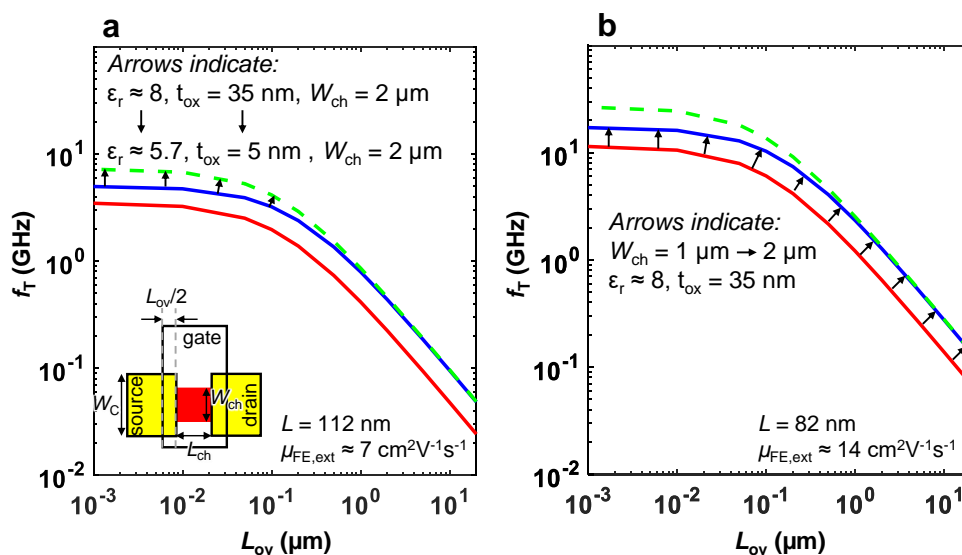 a
Arrows indicate:
εr ≈ 8, tox = 35 nm, Wch = 2 µm
εr ≈ 5.7, tox = 5 nm , Wch = 2 µm
10¹
10⁰
10⁻¹
10⁻²
fT (GHz)
Lov/2
gate
source
drain
WC
Wch
Lch
L = 112 nm
µFE,ext ≈ 7 cm²V⁻¹s⁻¹
10⁻³
10⁻²
10⁻¹
10⁰
10¹
Lov (µm)
b
10¹
10⁰
10⁻¹
10⁻²
fT (GHz)
Arrows indicate:
Wch = 1 µm → 2 µm
εr ≈ 8, tox = 35 nm
L = 82 nm
µFE,ext ≈ 14 cm²V⁻¹s⁻¹
10⁻³
10⁻²
10⁻¹
10⁰
10¹
Lov (µm)